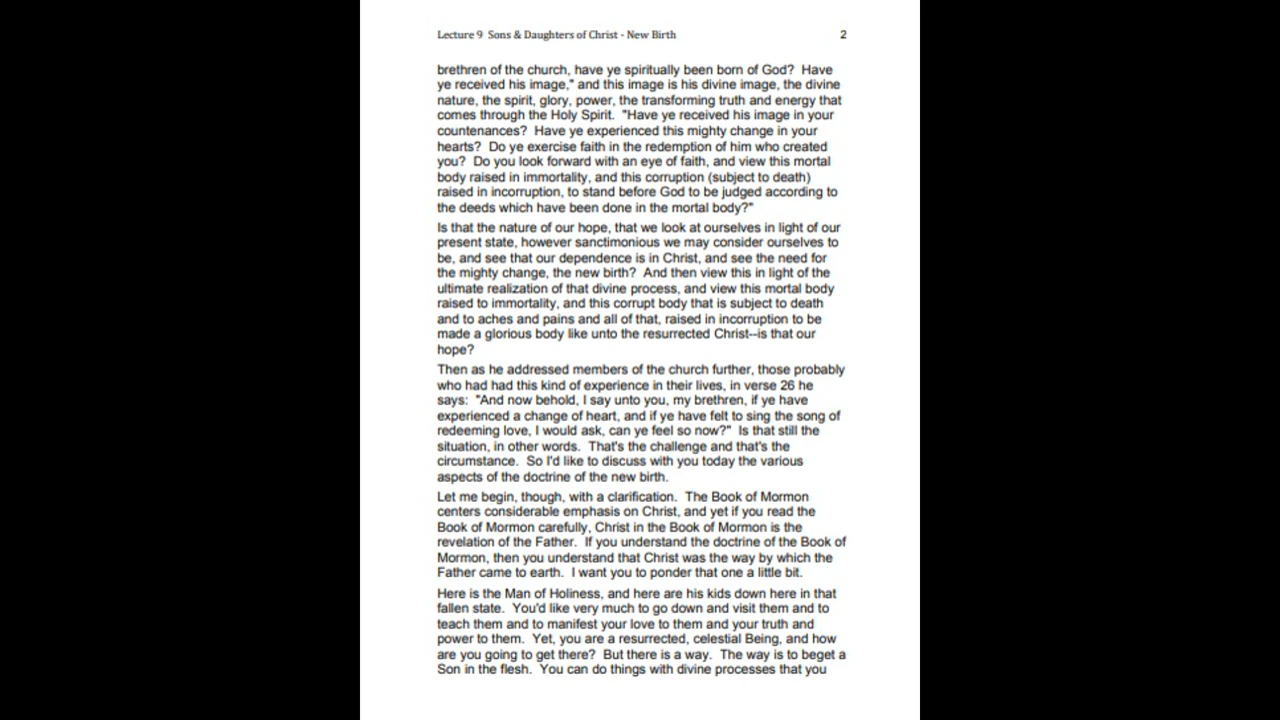 Lecture 9 Sons & Daughters of Christ - New Birth 2
brethren of the church, have ye spiritually been born of God? Have
ye received his image," and this image is his divine image, the divine
nature, the spirit, glory, power, the transforming truth and energy that
comes through the Holy Spirit. "Have ye received his image in your
countenances? Have ye experienced this mighty change in your
hearts? Do ye exercise faith in the redemption of him who created
you? Do you look forward with an eye of faith, and view this mortal
body raised in immortality, and this corruption (subject to death)
raised in incorruption, to stand before God to be judged according to
the deeds which have been done in the mortal body?"
Is that the nature of our hope, that we look at ourselves in light of our
present state, however sanctimonious we may consider ourselves to
be, and see that our dependence is in Christ, and see the need for
the mighty change, the new birth? And then view this in light of the
ultimate realization of that divine process, and view this mortal body
raised to immortality, and this corrupt body that is subject to death
and to aches and pains and all of that, raised in incorruption to be
made a glorious body like unto the resurrected Christ--is that our
hope?
Then as he addressed members of the church further, those probably
who had had this kind of experience in their lives, in verse 26 he
says: "And now behold, I say unto you, my brethren, if ye have
experienced a change of heart, and if ye have felt to sing the song of
redeeming love, I would ask, can ye feel so now?" Is that still the
situation, in other words. That's the challenge and that's the
circumstance. So I'd like to discuss with you today the various
aspects of the doctrine of the new birth.
Let me begin, though, with a clarification. The Book of Mormon
centers considerable emphasis on Christ, and yet if you read the
Book of Mormon carefully, Christ in the Book of Mormon is the
revelation of the Father. If you understand the doctrine of the Book of
Mormon, then you understand that Christ was the way by which the
Father came to earth. I want you to ponder that one a little bit.
Here is the Man of Holiness, and here are his kids down here in that
fallen state. You'd like very much to go down and visit them and to
teach them and to manifest your love to them and your truth and
power to them. Yet, you are a resurrected, celestial Being, and how
are you going to get there? But there is a way. The way is to beget a
Son in the flesh. You can do things with divine processes that you